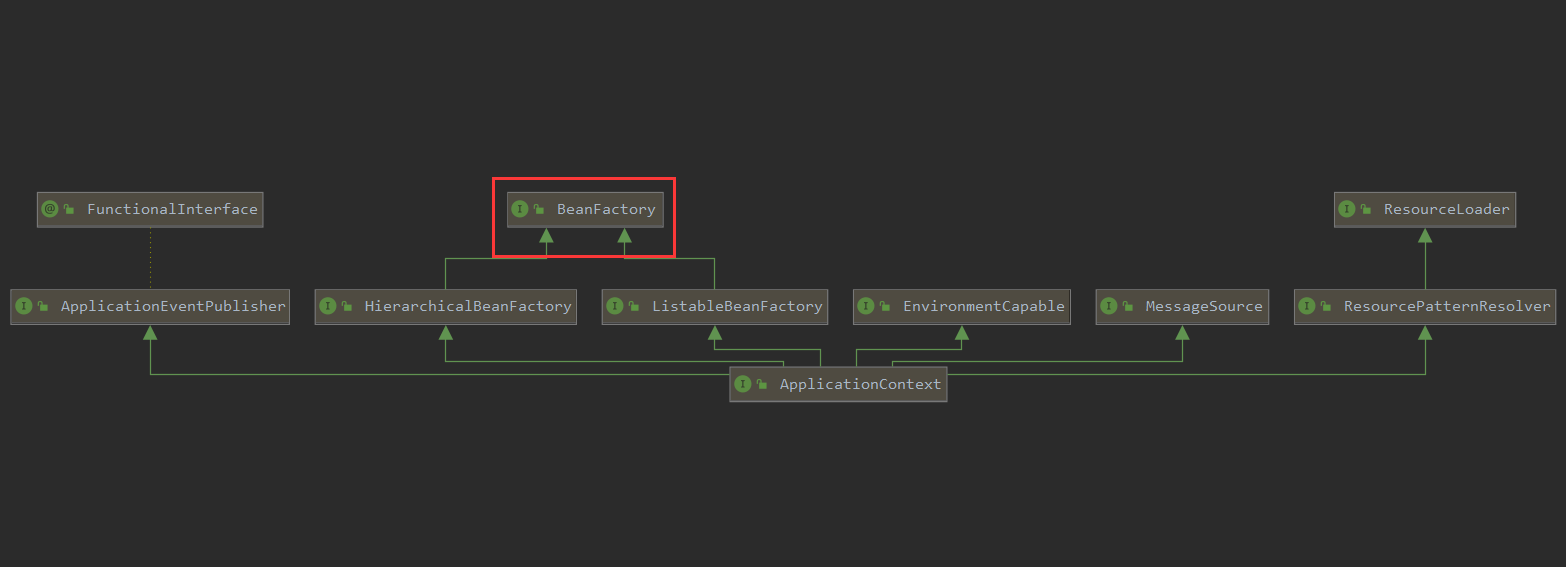 FunctionalInterface
BeanFactory
ResourceLoader
ApplicationEventPublisher
HierarchicalBeanFactory
ListableBeanFactory
EnvironmentCapable
MessageSource
ResourcePatternResolver
ApplicationContext